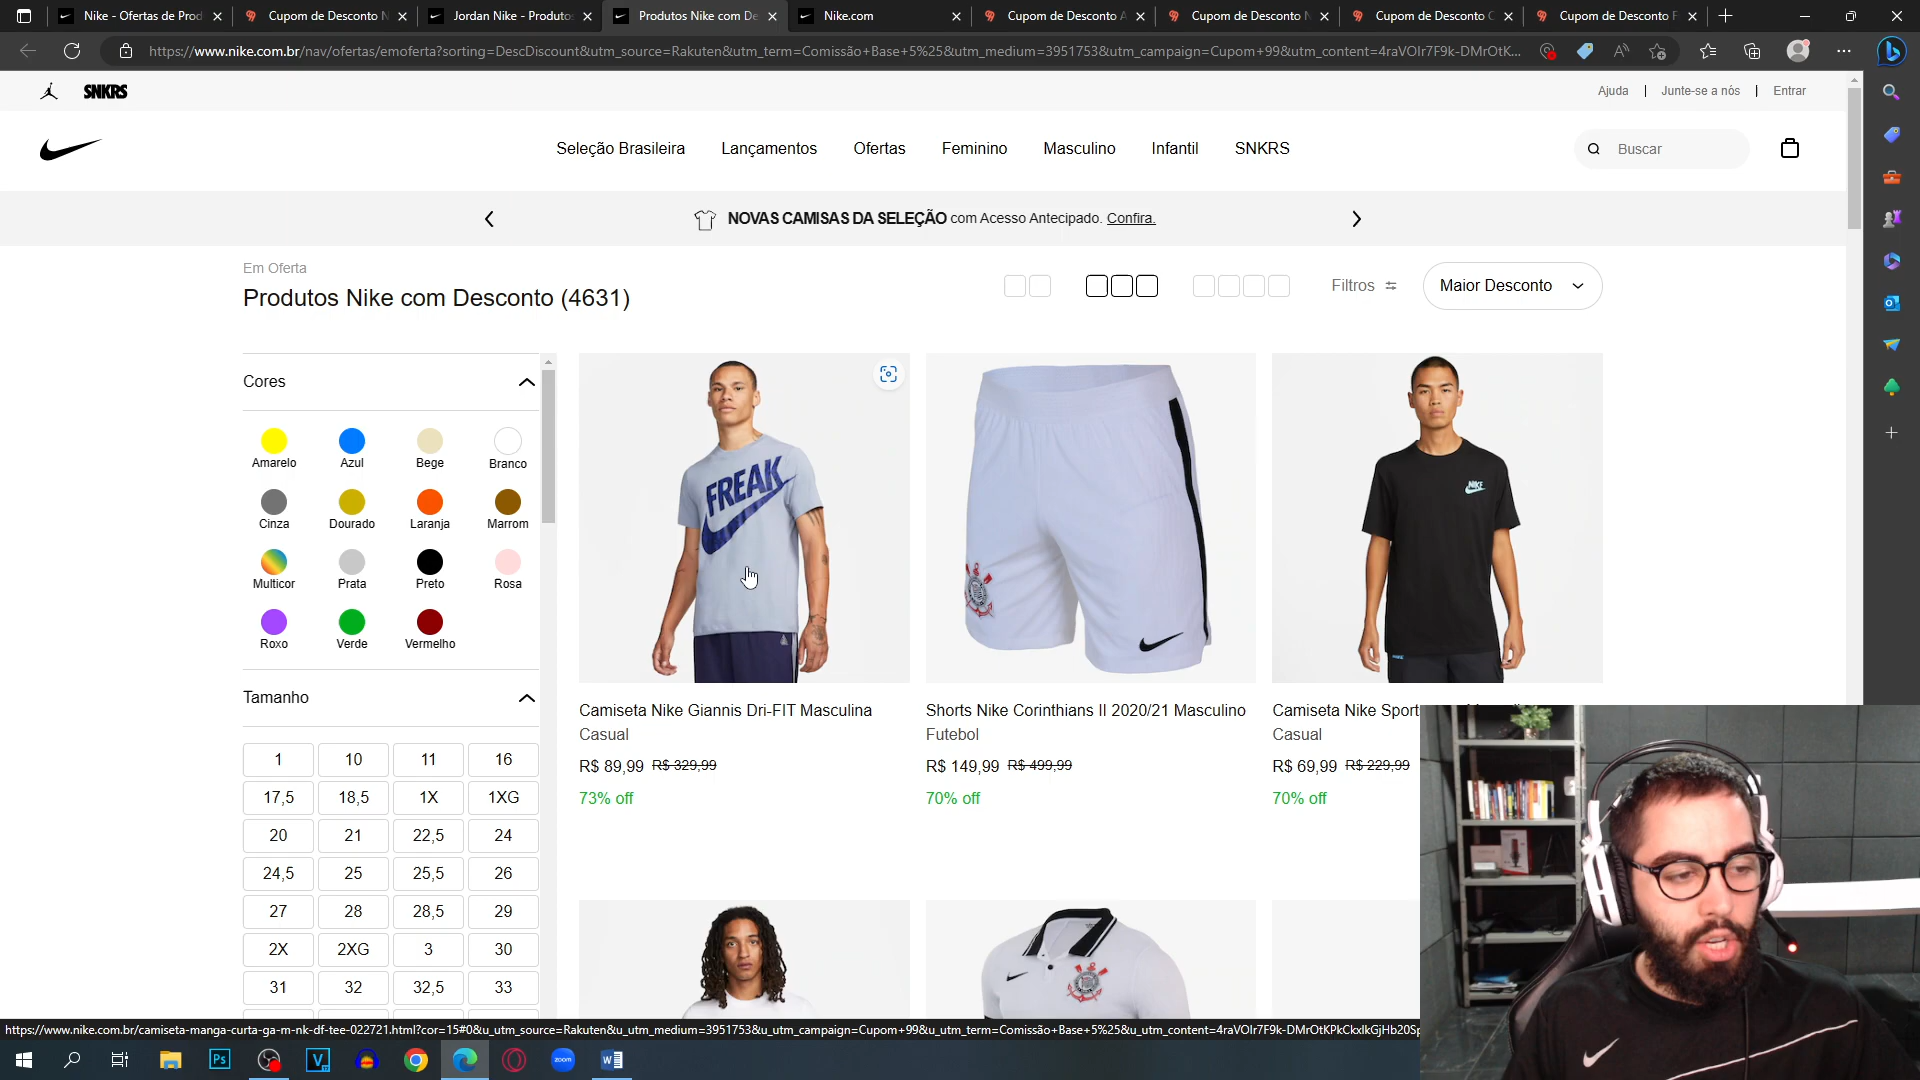 Nike - Ofertas de Prod
Cupom de Desconto N
Jordan Nike - Produtos
Produtos Nike com De
Nike.com
Cupom de Desconto A
Cupom de Desconto N
Cupom de Desconto C
Cupom de Desconto F
https://www.nike.com.br/nav/ofertas/emoferta?sorting=DescDiscount&utm_source=Rakuten&utm_term=Comissão+Base+5%25&utm_medium=3951753&utm_campaign=Cupom+99&utm_content=4raVOIr7F9k-DMrOtK...
SNKRS
Ajuda | Junte-se a nós | Entrar
Seleção Brasileira Lançamentos Ofertas Feminino Masculino Infantil SNKRS
Buscar
NOVAS CAMISAS DA SELEÇÃO com Acesso Antecipado. Confira.
Em Oferta
Produtos Nike com Desconto (4631)
Filtros
Maior Desconto
Cores
Amarelo Azul Bege Branco
Cinza Dourado Laranja Marrom
Multicor Prata Preto Rosa
Roxo Verde Vermelho
Tamanho
1 10 11 16
17,5 18,5 1X 1XG
20 21 22,5 24
24,5 25 25,5 26
27 28 28,5 29
2X 2XG 3 30
31 32 32,5 33
FREAK
NIKE
Camiseta Nike Giannis Dri-FIT Masculina
Casual
R$ 89,99 R$ 329,99
73% off
Shorts Nike Corinthians II 2020/21 Masculino
Futebol
R$ 149,99 R$ 499,99
70% off
Camiseta Nike Sport
Casual
R$ 69,99 R$ 229,99
70% off
https://www.nike.com.br/camiseta-manga-curta-ga-m-nk-df-tee-022721.html?cor=15#0&u_utm_source=Rakuten&u_utm_medium=3951753&u_utm_campaign=Cupom+99&u_utm_term=Comissão+Base+5%25&u_utm_content=4raVOIr7F9k-DMrOtKPkCkxlkGjHb20Sp
Ps
V
zoom
W